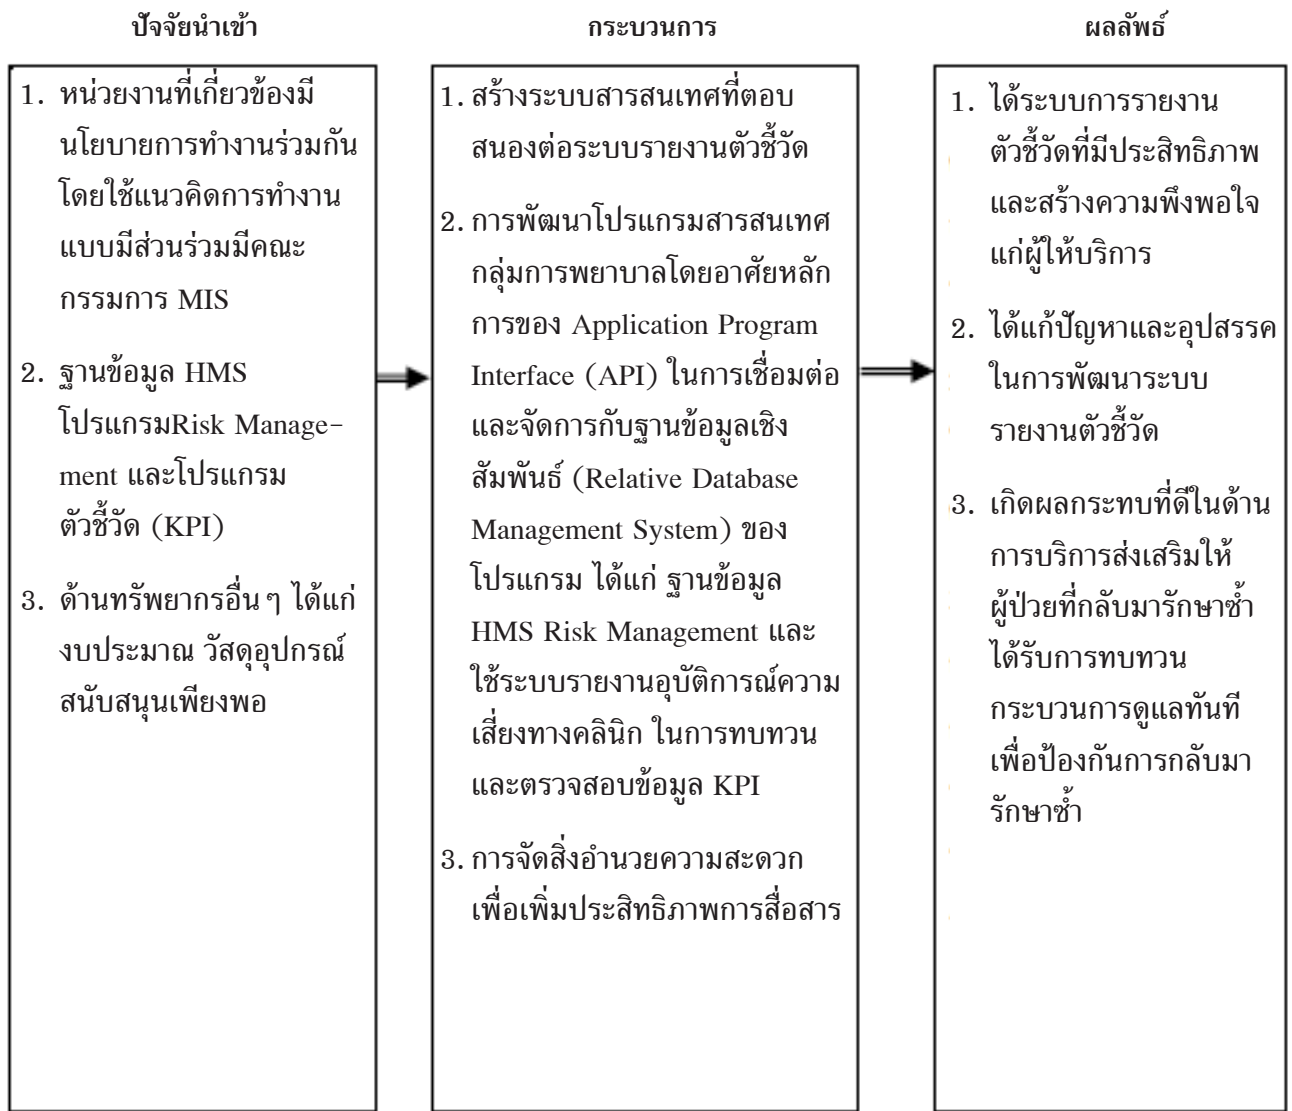 ปัจจัยนำเข้า
1. หน่วยงานที่เกี่ยวข้องมี
นโยบายการทำงานร่วมกัน
โดยใช้แนวคิดการทำงาน
แบบมีส่วนร่วมมีคณะ
กรรมการ MIS
2. ฐานข้อมูล HMS
โปรแกรมRisk Manage-
ment และโปรแกรม
ตัวชี้วัด (KPI)
3. ด้านทรัพยากรอื่น ๆ ได้แก่
งบประมาณ วัสดุอุปกรณ์
สนับสนุนเพียงพอ
กระบวนการ
1. สร้างระบบสารสนเทศที่ตอบ
สนองต่อระบบรายงานตัวชี้วัด
2. การพัฒนาโปรแกรมสารสนเทศ
กลุ่มการพยาบาลโดยอาศัยหลัก
การของ Application Program
Interface (API) ในการเชื่อมต่อ
และจัดการกับฐานข้อมูลเชิง
สัมพันธ์ (Relative Database
Management System) ของ
โปรแกรม ได้แก่ ฐานข้อมูล
HMS Risk Management และ
ใช้ระบบรายงานอุบัติการณ์ความ
เสี่ยงทางคลินิก ในการทบทวน
และตรวจสอบข้อมูล KPI
3. การจัดสิ่งอำนวยความสะดวก
เพื่อเพิ่มประสิทธิภาพการสื่อสาร
ผลลัพธ์
1. ได้ระบบการรายงาน
ตัวชี้วัดที่มีประสิทธิภาพ
และสร้างความพึงพอใจ
แก่ผู้ให้บริการ
2. ได้แก้ปัญหาและอุปสรรค
ในการพัฒนาระบบ
รายงานตัวชี้วัด
3. เกิดผลกระทบที่ดีในด้าน
การบริการส่งเสริมให้
ผู้ป่วยที่กลับมารักษาซ้ำ
ได้รับการทบทวน
กระบวนการดูแลทันที
เพื่อป้องกันการกลับมา
รักษาซ้ำ